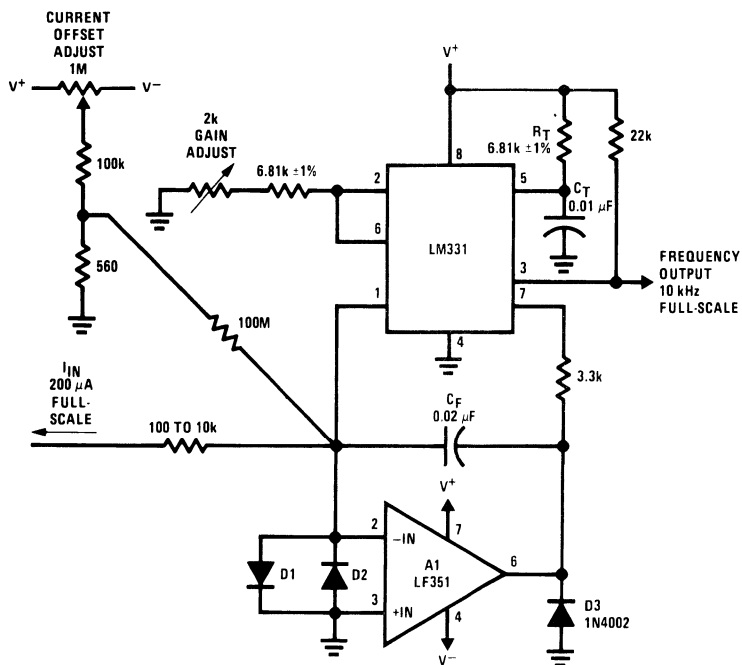 CURRENT
OFFSET
ADJUST
1M
V+
V−
100k
560
2k
GAIN
ADJUST
6.81k ±1%
V+
8
RT
6.81k ±1%
22k
2
5
CT
0.01 µF
6
LM331
3
FREQUENCY
OUTPUT
10 kHz
FULL-SCALE
1
7
4
100M
3.3k
IIN
200 µA
FULL-
SCALE
100 TO 10k
CF
0.02 µF
V+
7
2
−IN
D1
D2
A1
LF351
6
3
+IN
4
V−
D3
1N4002